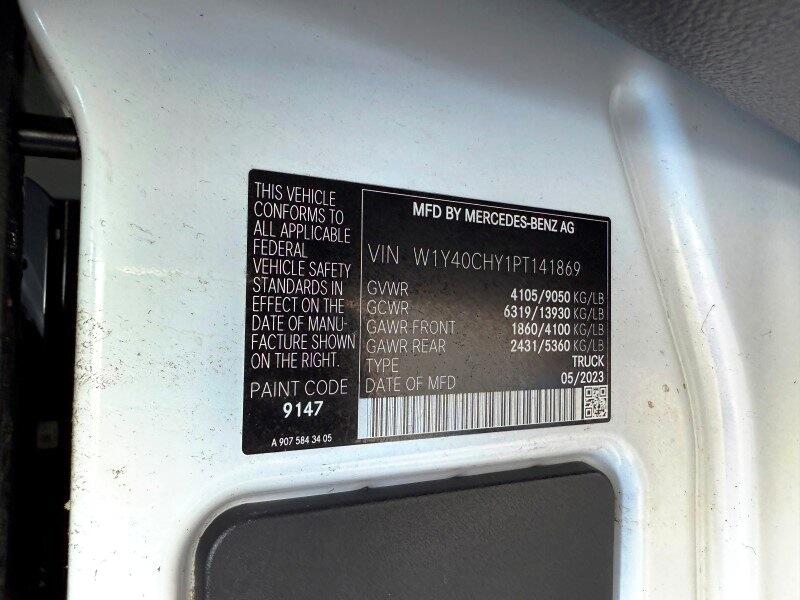 THIS VEHICLE
CONFORMS TO
ALL APPLICABLE
FEDERAL
VEHICLE SAFETY
STANDARDS IN
EFFECT ON THE
DATE OF MANU-
FACTURE SHOWN
ON THE RIGHT.
PAINT CODE
9147
A 907 584 34 05
MFD BY MERCEDES-BENZ AG
VIN W1Y40CHY1PT141869
GVWR 4105/9050 KG/LB
GCWR 6319/13930 KG/LB
GAWR FRONT 1860/4100 KG/LB
GAWR REAR 2431/5360 KG/LB
TYPE TRUCK
DATE OF MFD 05/2023